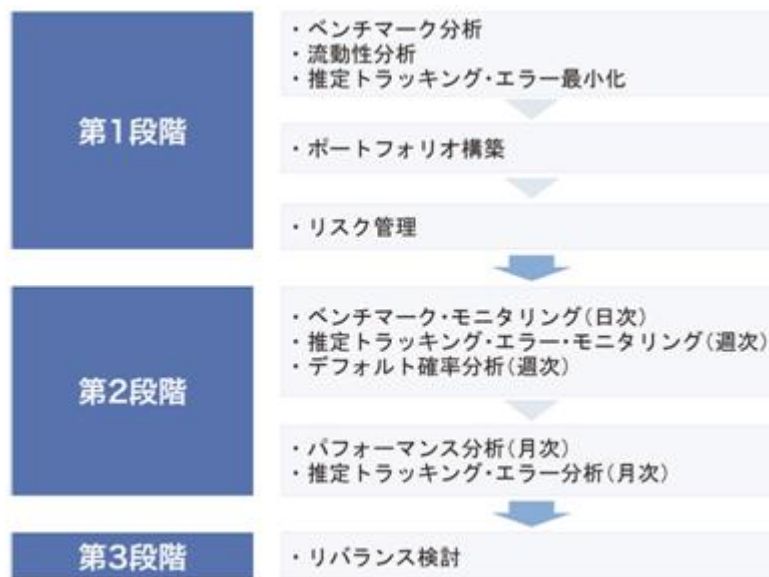 第1段階
・ベンチマーク分析
・流動性分析
・推定トラッキング・エラー最小化
・ポートフォリオ構築
・リスク管理
第2段階
・ベンチマーク・モニタリング(日次)
・推定トラッキング・エラー・モニタリング(週次)
・デフォルト確率分析(週次)
・パフォーマンス分析(月次)
・推定トラッキング・エラー分析(月次)
第3段階
・リバランス検討